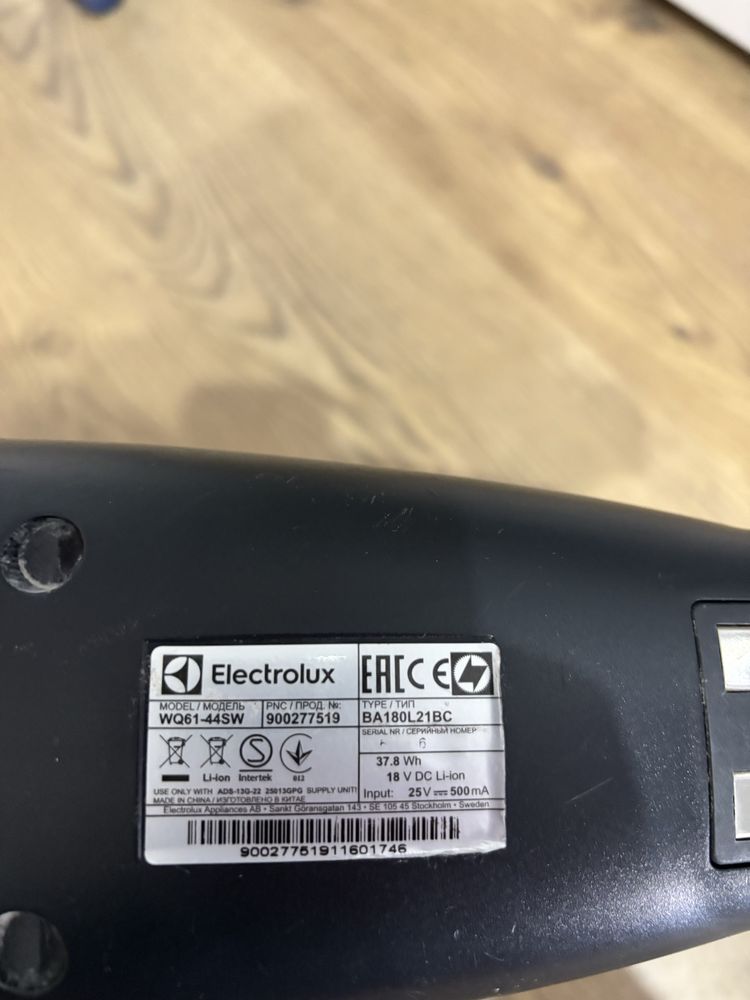 Electrolux
EAC CE
MODEL / МОДЕЛЬ
WQ61-44SW
PNC / ПРОД. №:
900277519
TYPE / ТИП
BA180L21BC
SERIAL NR / СЕРИЙНЫЙ НОМЕР
6
37.8 Wh
18 V DC Li-ion
Input: 25V 500mA
Li-ion
Intertek
012
USE ONLY WITH ADS-13G-22 25013GPG SUPPLY UNIT!
MADE IN CHINA / ИЗГОТОВЛЕНО В КИТАЕ
Electrolux Appliances AB • Sankt Göransgatan 143 • SE 105 45 Stockholm • Sweden
90027751911601746